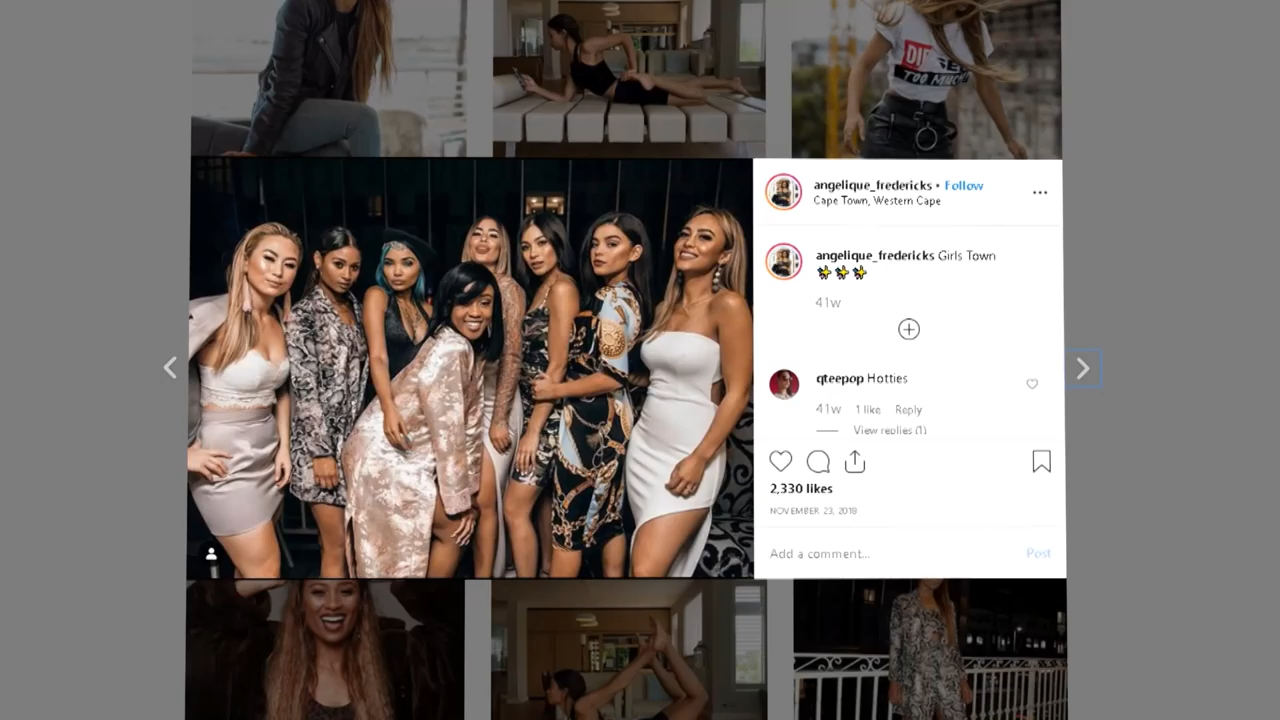 DIE
TOO MUCH
angelique_fredericks • Follow
Cape Town, Western Cape
angelique_fredericks Girls Town
41w
qteepop Hotties
41w 1 like Reply
View replies (1)
2,330 likes
NOVEMBER 23, 2018
Add a comment... Post